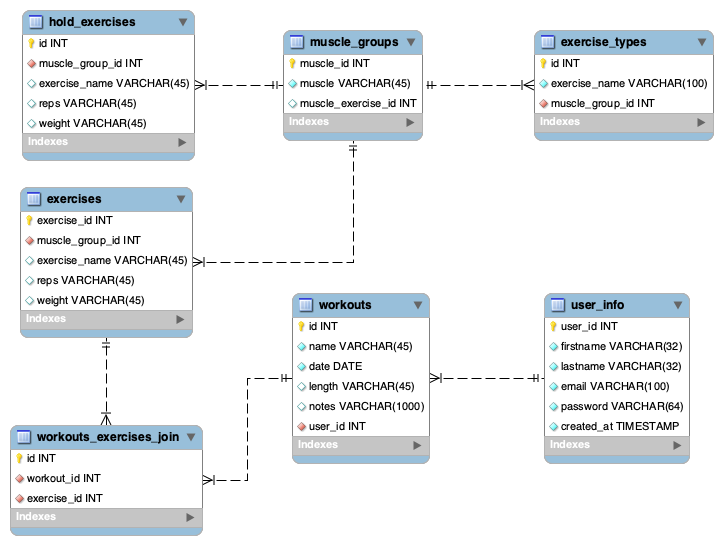 hold_exercises
id INT
muscle_group_id INT
exercise_name VARCHAR(45)
reps VARCHAR(45)
weight VARCHAR(45)
Indexes
muscle_groups
muscle_id INT
muscle VARCHAR(45)
muscle_exercise_id INT
Indexes
exercise_types
id INT
exercise_name VARCHAR(100)
muscle_group_id INT
Indexes
exercises
exercise_id INT
muscle_group_id INT
exercise_name VARCHAR(45)
reps VARCHAR(45)
weight VARCHAR(45)
Indexes
workouts
id INT
name VARCHAR(45)
date DATE
length VARCHAR(45)
notes VARCHAR(1000)
user_id INT
Indexes
user_info
user_id INT
firstname VARCHAR(32)
lastname VARCHAR(32)
email VARCHAR(100)
password VARCHAR(64)
created_at TIMESTAMP
Indexes
workouts_exercises_join
id INT
workout_id INT
exercise_id INT
Indexes